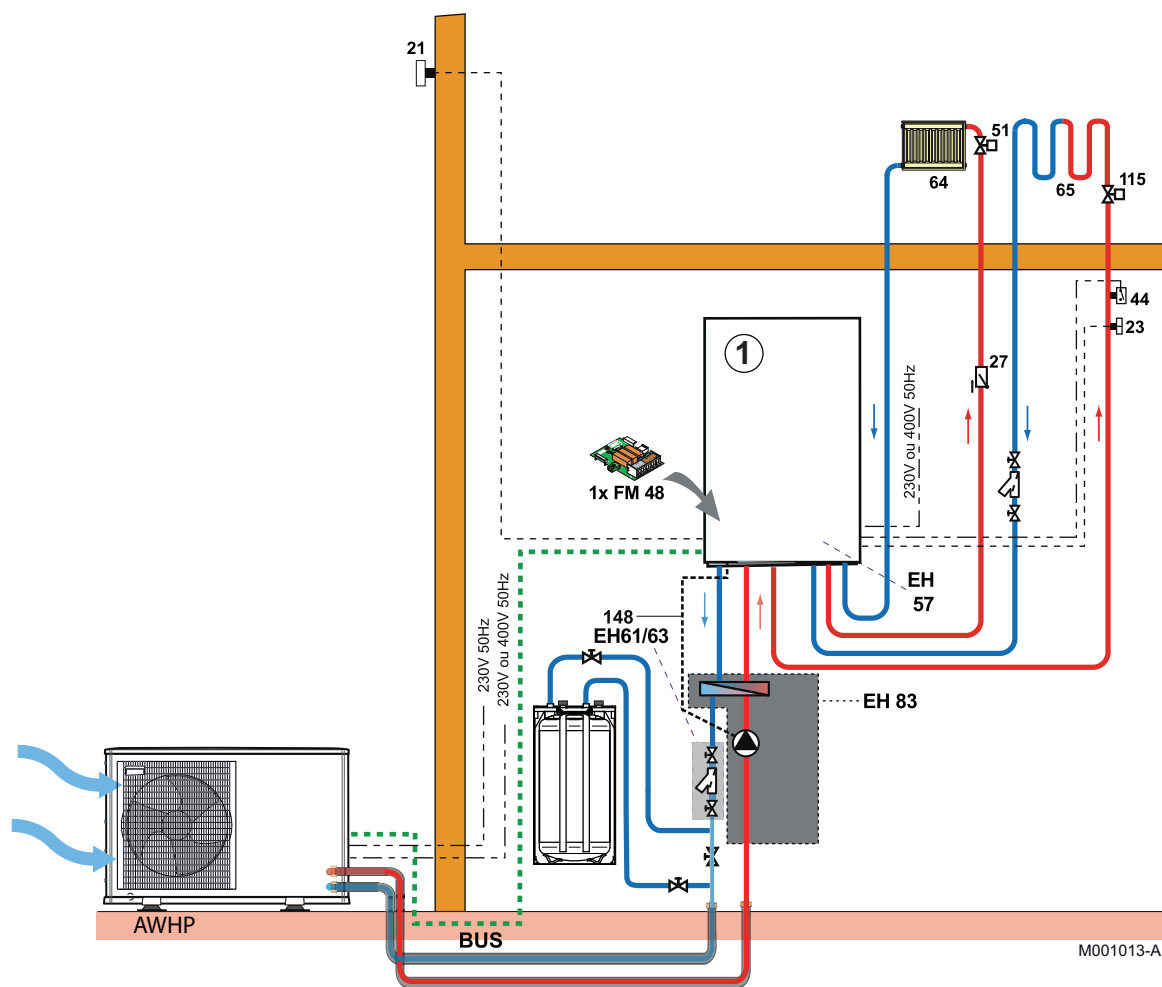 21
51
64
65
115
44
23
1
27
230V ou 400V 50Hz
1x FM 48
EH
57
148
EH61/63
230V 50Hz
230V ou 400V 50Hz
EH 83
AWHP
BUS
M001013-A